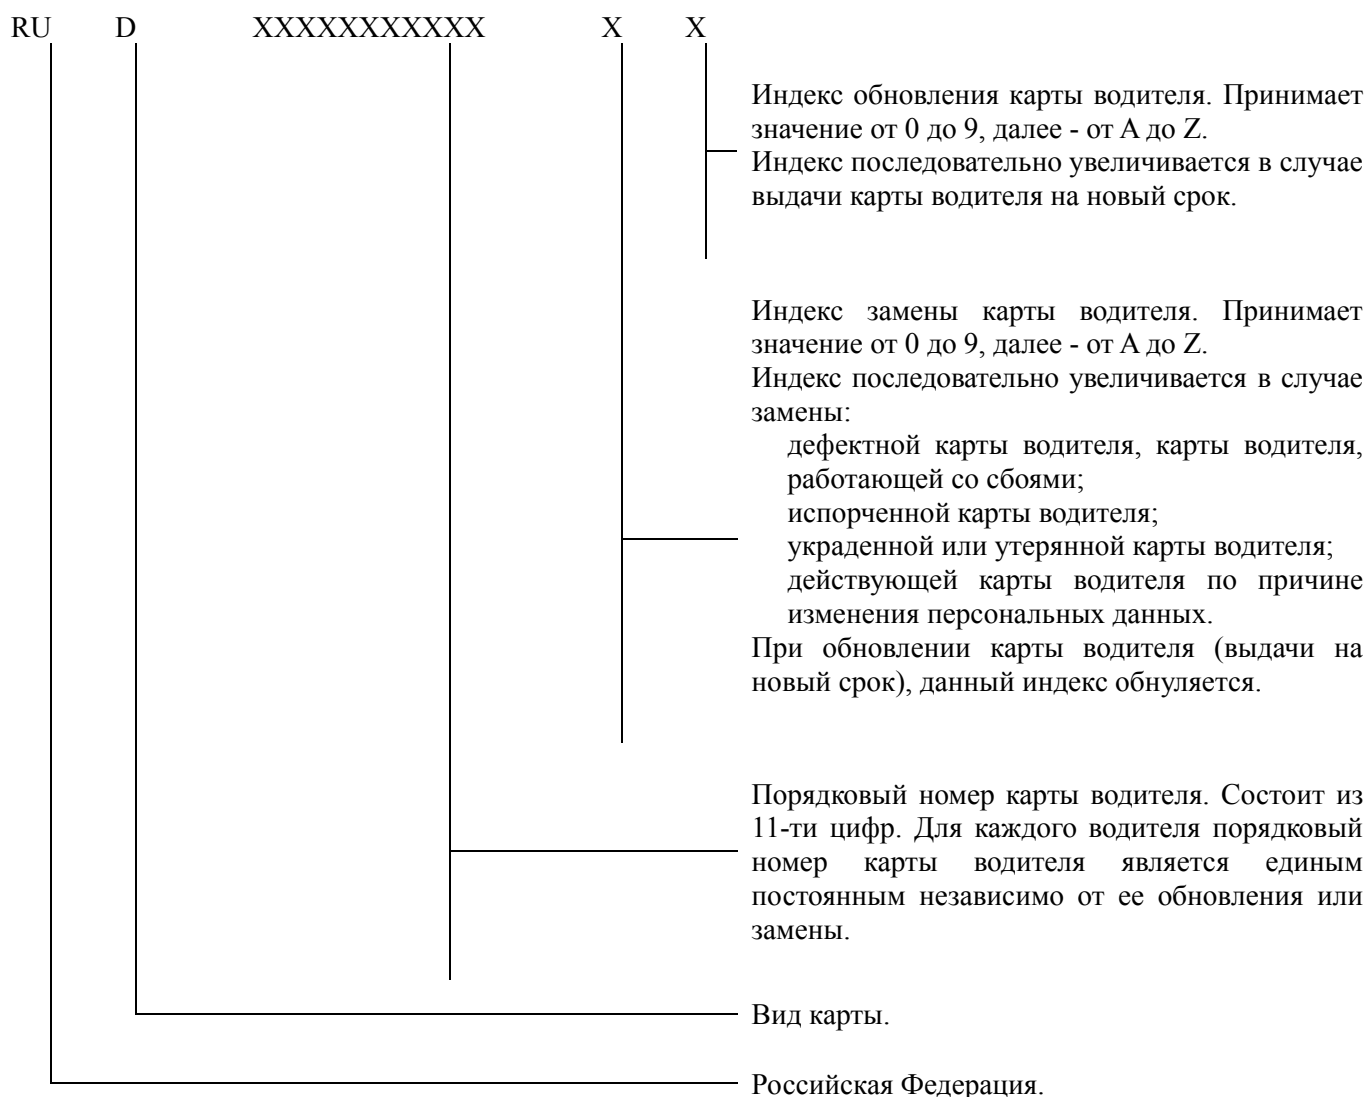 RU D XXXXXXXXXXX X X
Индекс обновления карты водителя. Принимает
значение от 0 до 9, далее - от A до Z.
Индекс последовательно увеличивается в случае
выдачи карты водителя на новый срок.
Индекс замены карты водителя. Принимает
значение от 0 до 9, далее - от A до Z.
Индекс последовательно увеличивается в случае
замены:
дефектной карты водителя, карты водителя,
работающей со сбоями;
испорченной карты водителя;
украденной или утерянной карты водителя;
действующей карты водителя по причине
изменения персональных данных.
При обновлении карты водителя (выдачи на
новый срок), данный индекс обнуляется.
Порядковый номер карты водителя. Состоит из
11-ти цифр. Для каждого водителя порядковый
номер карты водителя является единым
постоянным независимо от ее обновления или
замены.
Вид карты.
Российская Федерация.